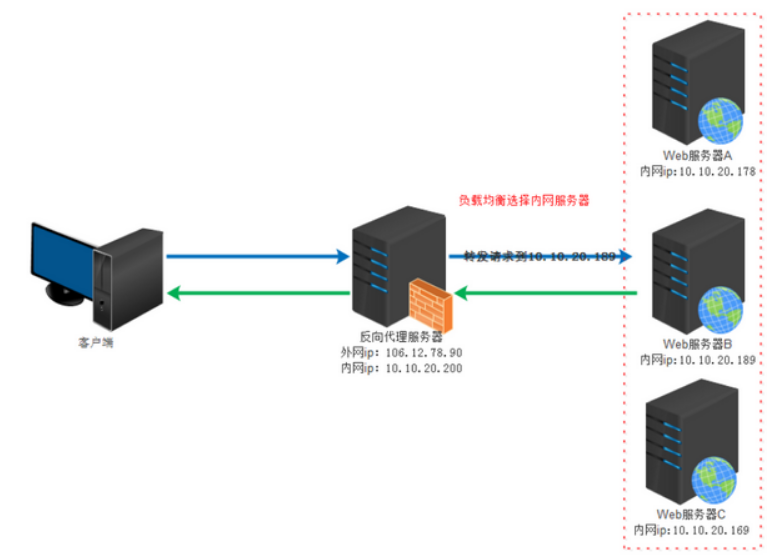 Web服务器A
内网ip:10.10.20.178
负载均衡选择内网服务器
转发请求到10.10.20.189
客户端
反向代理服务器
外网ip: 106.12.78.90
内网ip: 10.10.20.200
Web服务器B
内网ip:10.10.20.189
Web服务器C
内网ip:10.10.20.169